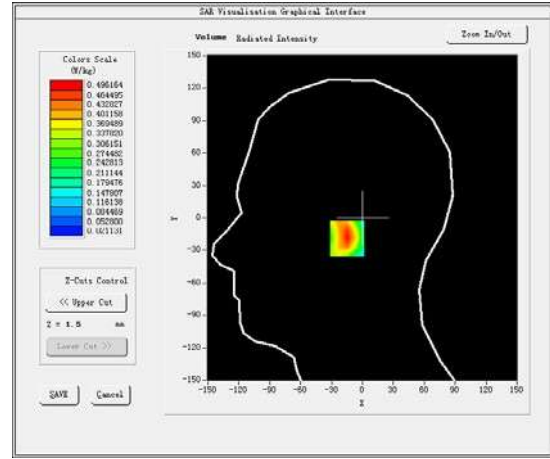 SAR Visualisation Graphical Interface
Volume Radiated Intensity
Zoom In/Out
Colors Scale
(W/kg)
0.496164
0.464495
0.432827
0.401158
0.369489
0.337820
0.306151
0.274482
0.242813
0.211144
0.179476
0.147807
0.116138
0.084469
0.052800
0.021131
Z-Cuts Control
<< Upper Cut
Z = 1.5 mm
Lower Cut >>
SAVE Cancel
150
120
90
60
30
0
Y
-30
-60
-90
-120
-150
-150 -120 -90 -60 -30 0 30 60 90 120 150
X